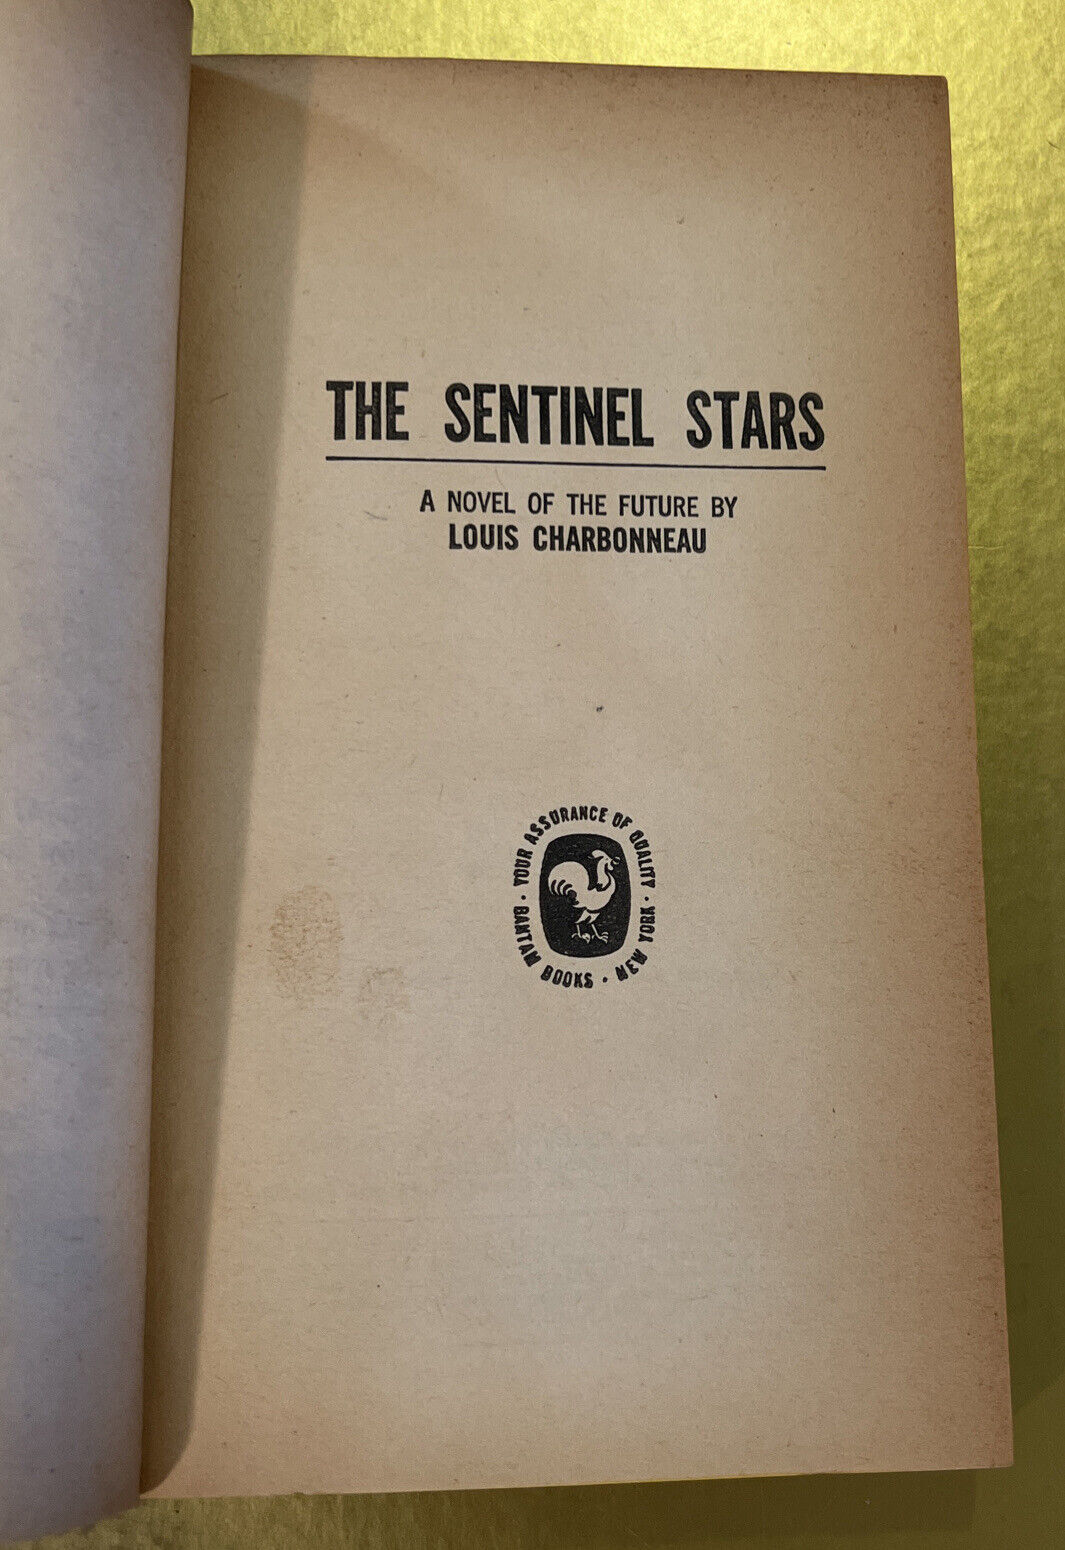 THE SENTINEL STARS
A NOVEL OF THE FUTURE BY
LOUIS CHARBONNEAU
YOUR ASSURANCE OF QUALITY ·
BANTAM BOOKS · NEW YORK ·